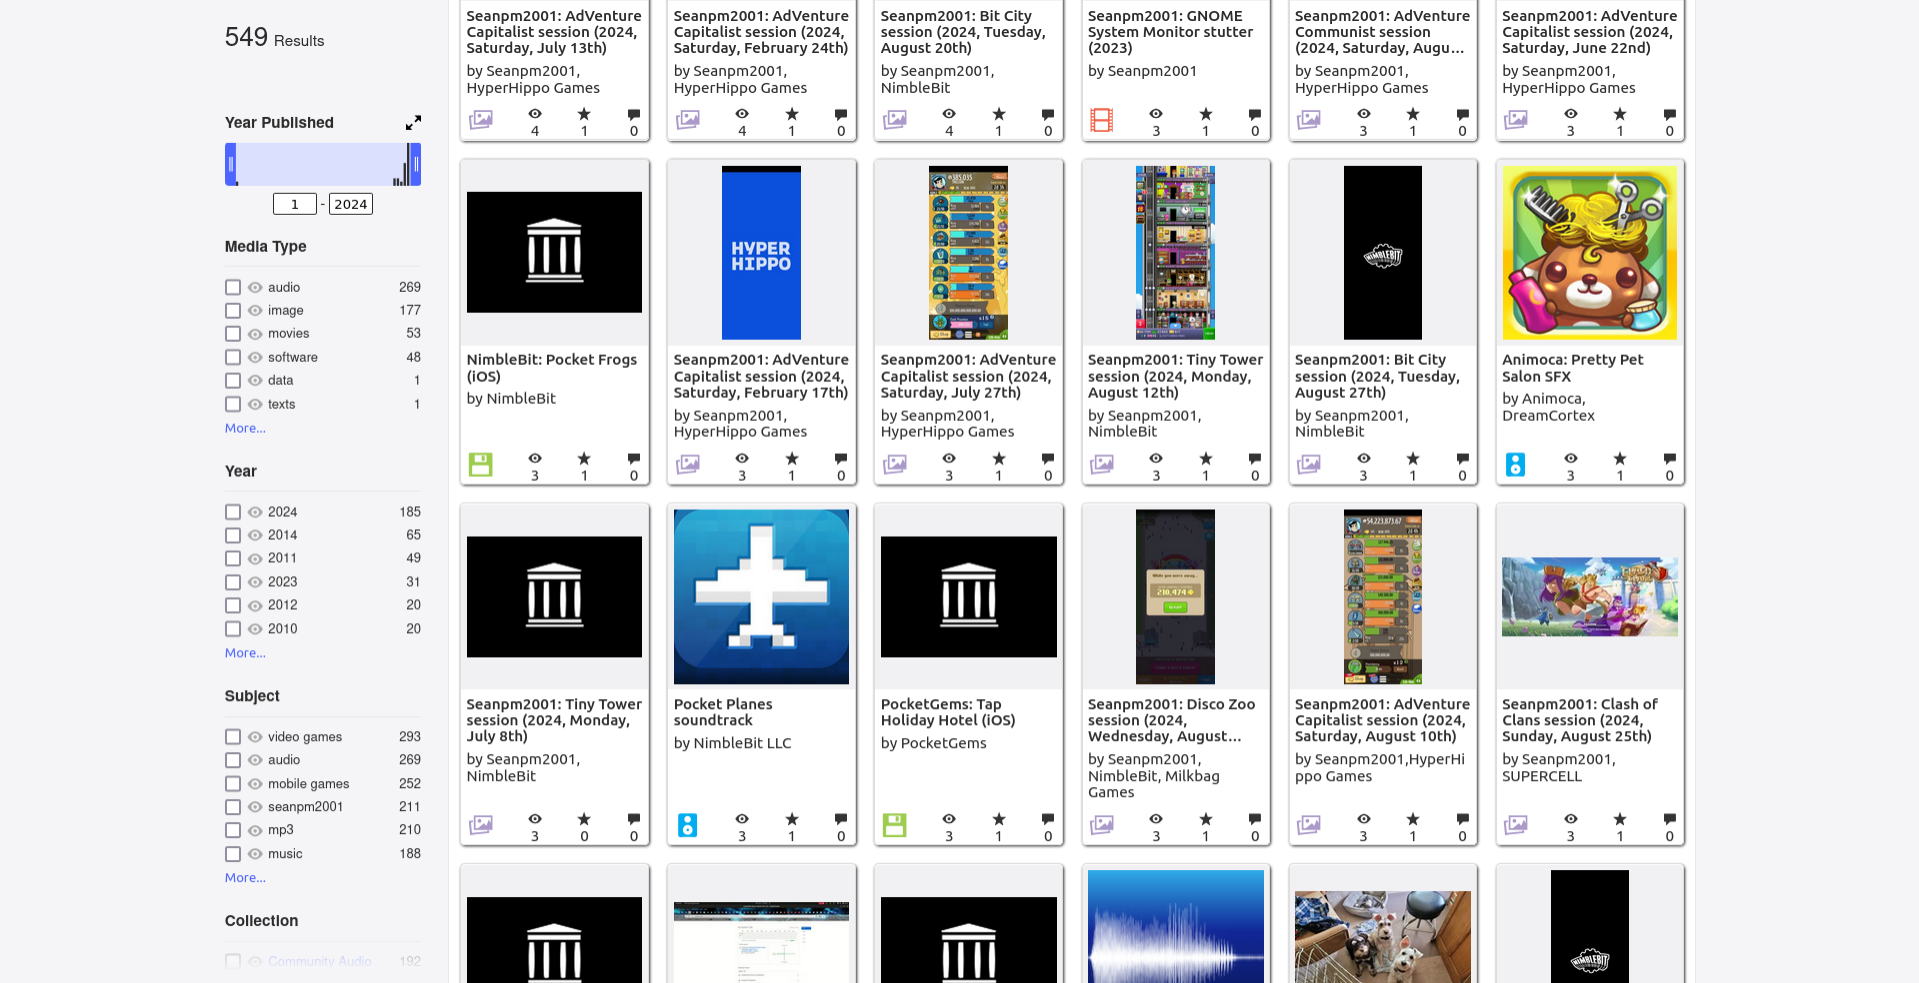 549 Results
Year Published
1 - 2024
Media Type
audio 269
image 177
movies 53
software 48
data 1
texts 1
More...
Year
2024 185
2014 65
2011 49
2023 31
2012 20
2010 20
More...
Subject
video games 293
audio 269
mobile games 252
seanpm2001 211
mp3 210
music 188
More...
Collection
Community Audio 192
Seanpm2001: AdVenture
Capitalist session (2024,
Saturday, July 13th)
by Seanpm2001,
HyperHippo Games
4 1 0
Seanpm2001: AdVenture
Capitalist session (2024,
Saturday, February 24th)
by Seanpm2001,
HyperHippo Games
4 1 0
Seanpm2001: Bit City
session (2024, Tuesday,
August 20th)
by Seanpm2001,
NimbleBit
4 1 0
Seanpm2001: GNOME
System Monitor stutter
(2023)
by Seanpm2001
3 1 0
Seanpm2001: AdVenture
Communist session
(2024, Saturday, Augu...
by Seanpm2001,
HyperHippo Games
3 1 0
Seanpm2001: AdVenture
Capitalist session (2024,
Saturday, June 22nd)
by Seanpm2001,
HyperHippo Games
3 1 0
NimbleBit: Pocket Frogs
(iOS)
by NimbleBit
3 1 0
HYPER
HIPPO
Seanpm2001: AdVenture
Capitalist session (2024,
Saturday, February 17th)
by Seanpm2001,
HyperHippo Games
3 1 0
Seanpm2001: AdVenture
Capitalist session (2024,
Saturday, July 27th)
by Seanpm2001,
HyperHippo Games
3 1 0
Seanpm2001: Tiny Tower
session (2024, Monday,
August 12th)
by Seanpm2001,
NimbleBit
3 1 0
NIMBLEBIT
Seanpm2001: Bit City
session (2024, Tuesday,
August 27th)
by Seanpm2001,
NimbleBit
3 1 0
Animoca: Pretty Pet
Salon SFX
by Animoca,
DreamCortex
3 1 0
Seanpm2001: Tiny Tower
session (2024, Monday,
July 8th)
by Seanpm2001,
NimbleBit
3 0 0
Pocket Planes
soundtrack
by NimbleBit LLC
3 1 0
PocketGems: Tap
Holiday Hotel (iOS)
by PocketGems
3 1 0
While you were away...
210,474
Seanpm2001: Disco Zoo
session (2024,
Wednesday, August...
by Seanpm2001,
NimbleBit, Milkbag
Games
3 1 0
Seanpm2001: AdVenture
Capitalist session (2024,
Saturday, August 10th)
by Seanpm2001,HyperHi
ppo Games
3 1 0
Seanpm2001: Clash of
Clans session (2024,
Sunday, August 25th)
by Seanpm2001,
SUPERCELL
3 1 0
NIMBLEBIT